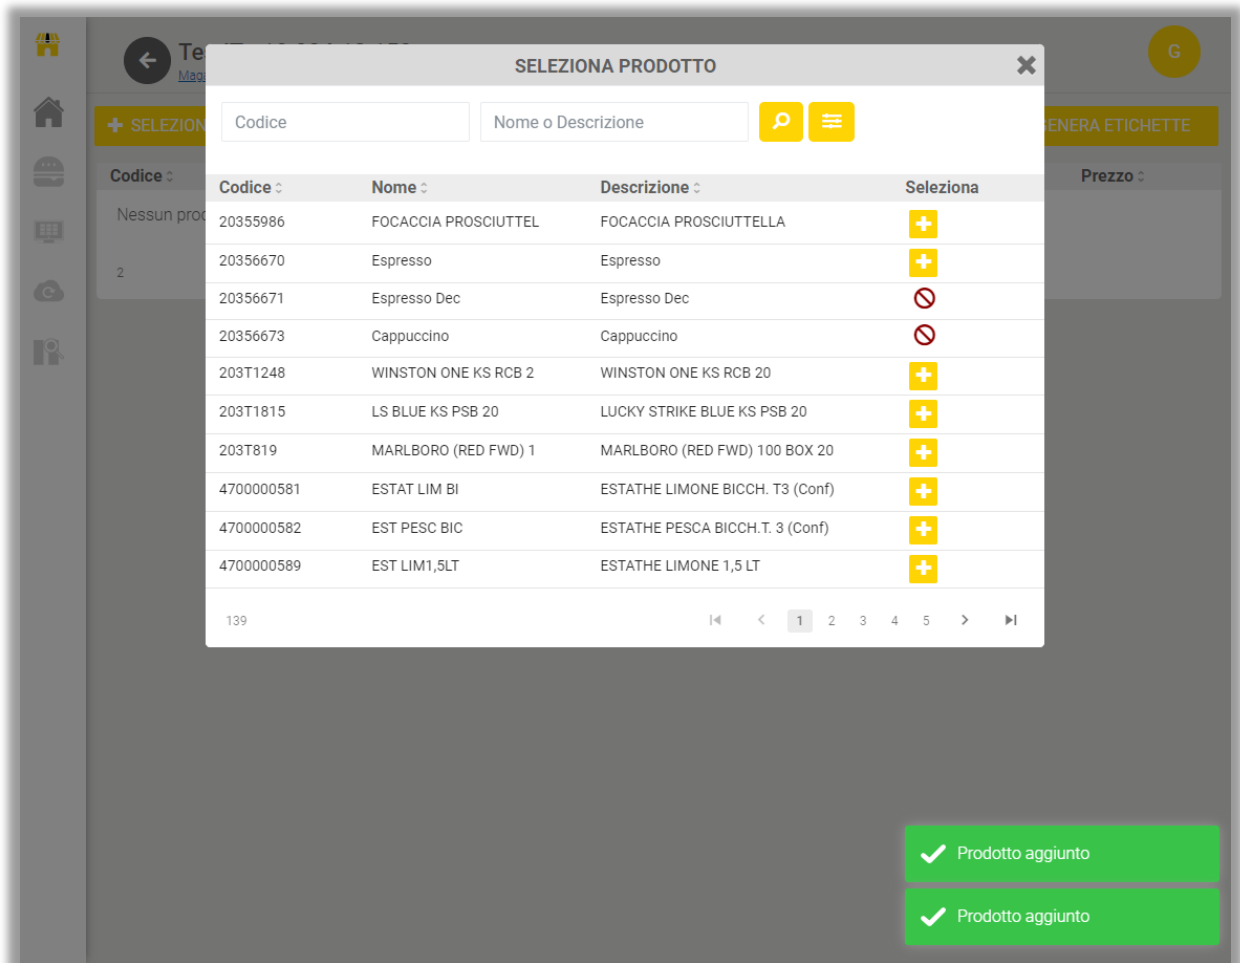 Te
Maga
G
SELEZION
GENERA ETICHETTE
Codice
Prezzo
Nessun prod
2
SELEZIONA PRODOTTO
Codice Nome o Descrizione
Codice Nome Descrizione Seleziona
20355986 FOCACCIA PROSCIUTTEL FOCACCIA PROSCIUTTELLA
20356670 Espresso Espresso
20356671 Espresso Dec Espresso Dec
20356673 Cappuccino Cappuccino
203T1248 WINSTON ONE KS RCB 2 WINSTON ONE KS RCB 20
203T1815 LS BLUE KS PSB 20 LUCKY STRIKE BLUE KS PSB 20
203T819 MARLBORO (RED FWD) 1 MARLBORO (RED FWD) 100 BOX 20
4700000581 ESTAT LIM BI ESTATHE LIMONE BICCH. T3 (Conf)
4700000582 EST PESC BIC ESTATHE PESCA BICCH.T. 3 (Conf)
4700000589 EST LIM1,5LT ESTATHE LIMONE 1,5 LT
139 1 2 3 4 5
Prodotto aggiunto
Prodotto aggiunto